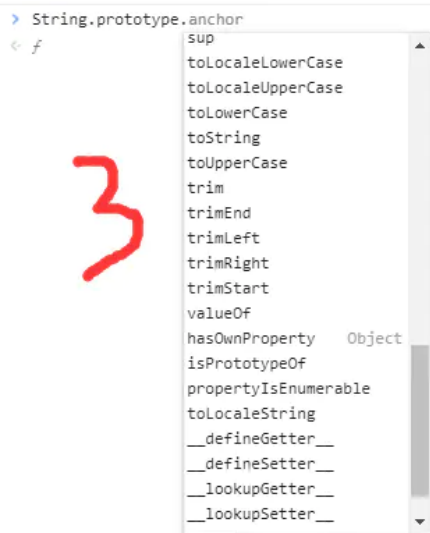 > String.prototype.anchor
< f
sup
toLocaleLowerCase
toLocaleUpperCase
toLowerCase
toString
toUpperCase
trim
trimEnd
trimLeft
trimRight
trimStart
valueOf
hasOwnProperty Object
isPrototypeOf
propertyIsEnumerable
toLocaleString
__defineGetter__
__defineSetter__
__lookupGetter__
__lookupSetter__
3